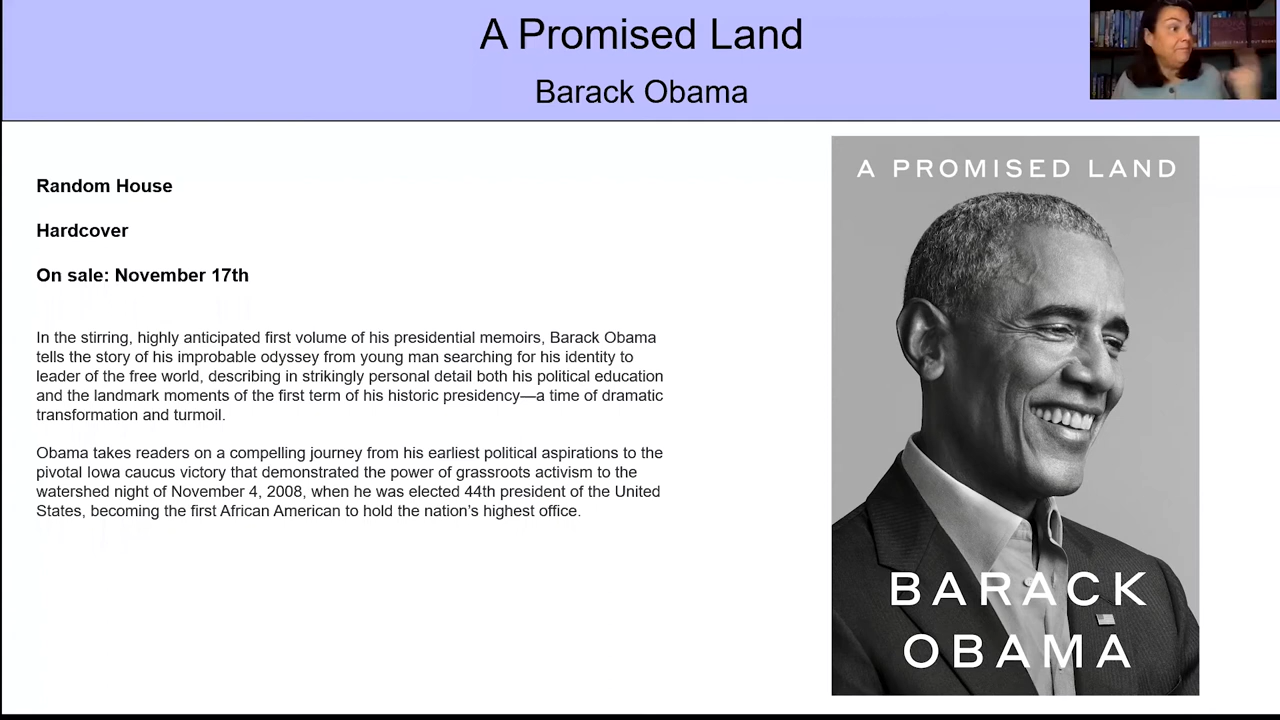 A Promised Land
Barack Obama
Random House
Hardcover
On sale: November 17th
In the stirring, highly anticipated first volume of his presidential memoirs, Barack Obama
tells the story of his improbable odyssey from young man searching for his identity to
leader of the free world, describing in strikingly personal detail both his political education
and the landmark moments of the first term of his historic presidency—a time of dramatic
transformation and turmoil.
Obama takes readers on a compelling journey from his earliest political aspirations to the
pivotal Iowa caucus victory that demonstrated the power of grassroots activism to the
watershed night of November 4, 2008, when he was elected 44th president of the United
States, becoming the first African American to hold the nation’s highest office.
A PROMISED LAND
BARACK
OBAMA